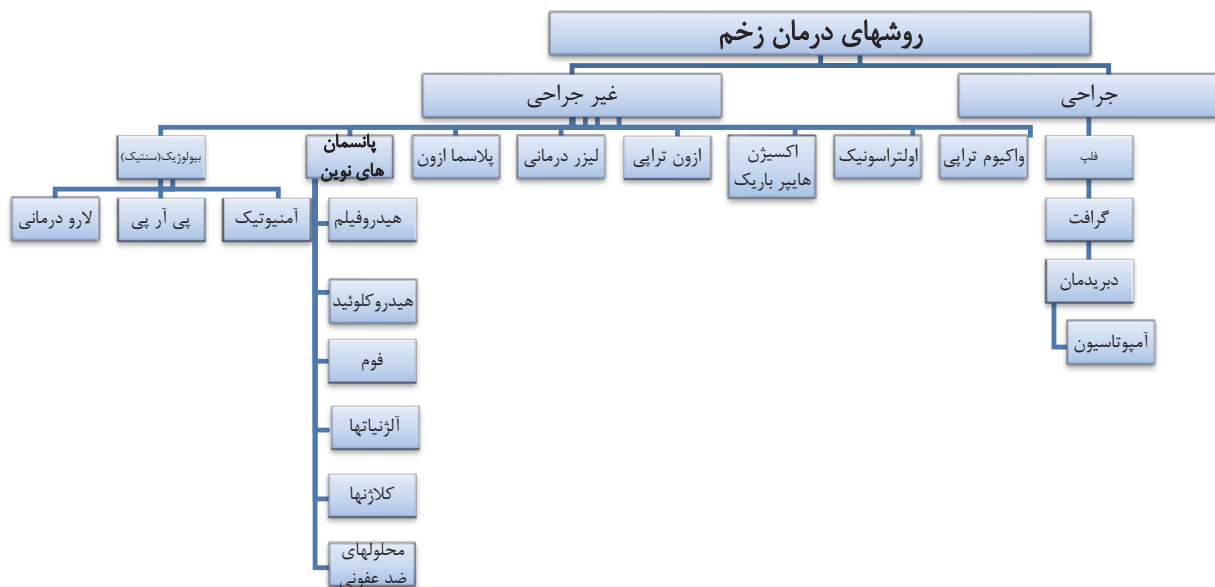 روشهای درمان زخم
جراحی
غیر جراحی
فلپ
گرافت
دبریدمان
آمپوتاسیون
واکیوم تراپی
اولتراسونیک
اکسیژن
هایپر باریک
ازون تراپی
لیزر درمانی
پلاسما ازون
پانسمان
های نوین
بیولوژیک(سنتیک)
هیدروفیلم
هیدروکلوئید
فوم
آلژنیاتها
کلاژنها
محلولهای
ضد عفونی
آمنیوتیک
پی آر پی
لارو درمانی